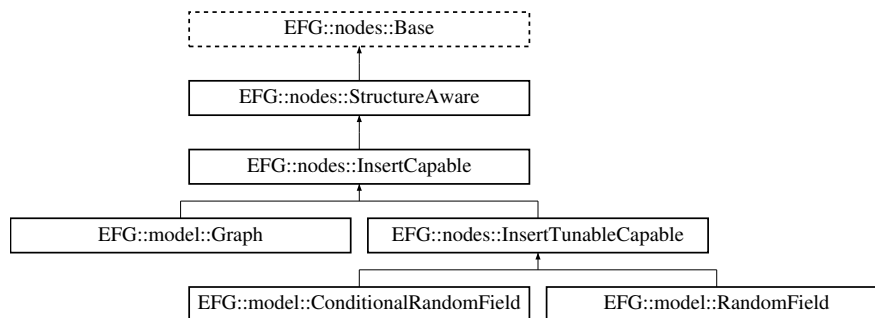 EFG::nodes::Base
EFG::nodes::StructureAware
EFG::nodes::InsertCapable
EFG::model::Graph
EFG::nodes::InsertTunableCapable
EFG::model::ConditionalRandomField
EFG::model::RandomField